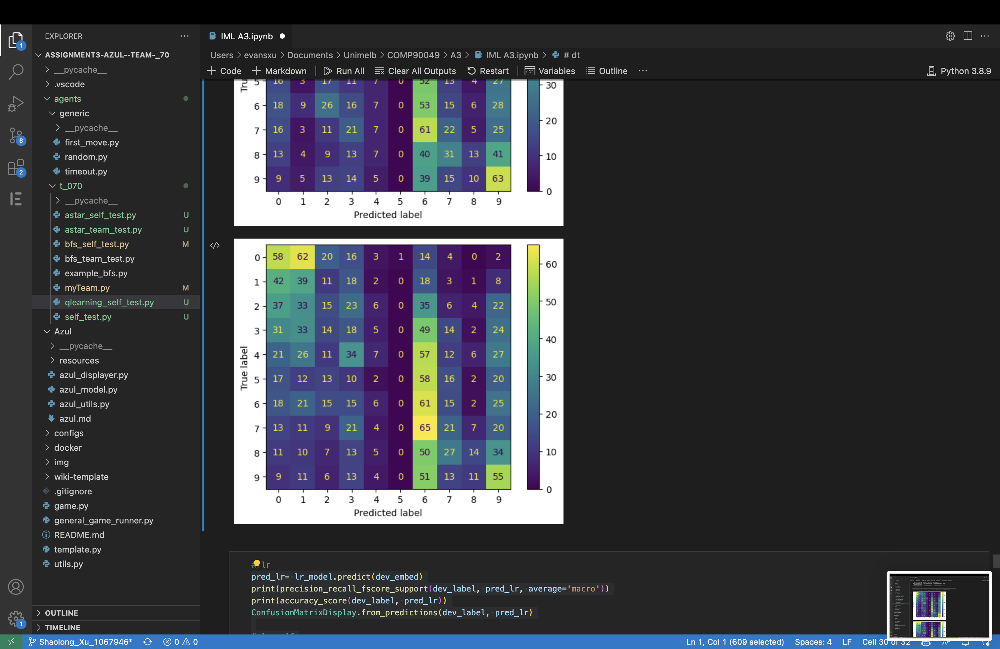 EXPLORER
ASSIGNMENT3-AZUL--TEAM-_70
__pycache__
.vscode
agents
generic
__pycache__
first_move.py
random.py
timeout.py
t_070
__pycache__
astar_self_test.py U
astar_team_test.py U
bfs_self_test.py M
bfs_team_test.py
example_bfs.py
myTeam.py M
qlearning_self_test.py U
self_test.py U
Azul
__pycache__
resources
azul_displayer.py
azul_model.py
azul_utils.py
azul.md
configs
docker
img
wiki-template
.gitignore
game.py
general_game_runner.py
README.md
template.py
utils.py
OUTLINE
TIMELINE
1
8
2
1
IML A3.ipynb
Users > evansxu > Documents > Unimelb > COMP90049 > A3 > IML A3.ipynb > # dt
Code Markdown Run All Clear All Outputs Restart Variables Outline ... Python 3.8.9
5 16 3 17 11 7 0 52 13 4 27
6 18 9 26 16 7 0 53 15 6 28
7 16 3 11 21 7 0 61 22 5 25
8 13 4 9 13 7 0 40 31 13 41
9 9 5 13 14 5 0 39 15 10 63
0 1 2 3 4 5 6 7 8 9
Predicted label
30
20
10
0
True label
0 58 62 20 16 3 1 14 4 0 2
1 42 39 11 18 2 0 18 3 1 8
2 37 33 15 23 6 0 35 6 4 22
3 31 33 14 18 5 0 49 14 2 24
4 21 26 11 34 7 0 57 12 6 27
5 17 12 13 10 2 0 58 16 2 20
6 18 21 15 15 6 0 61 15 2 25
7 13 11 9 21 4 0 65 21 7 20
8 11 10 7 13 5 0 50 27 14 34
9 9 11 6 13 4 0 51 13 11 55
0 1 2 3 4 5 6 7 8 9
Predicted label
60
50
40
30
20
10
0
# lr
pred_lr= lr_model.predict(dev_embed)
print(precision_recall_fscore_support(dev_label, pred_lr, average='macro'))
print(accuracy_score(dev_label, pred_lr))
ConfusionMatrixDisplay.from_predictions(dev_label, pred_lr)
Shaolong_Xu_1067946* 0 0 Ln 1, Col 1 (609 selected) Spaces: 4 LF Cell 30 of 32